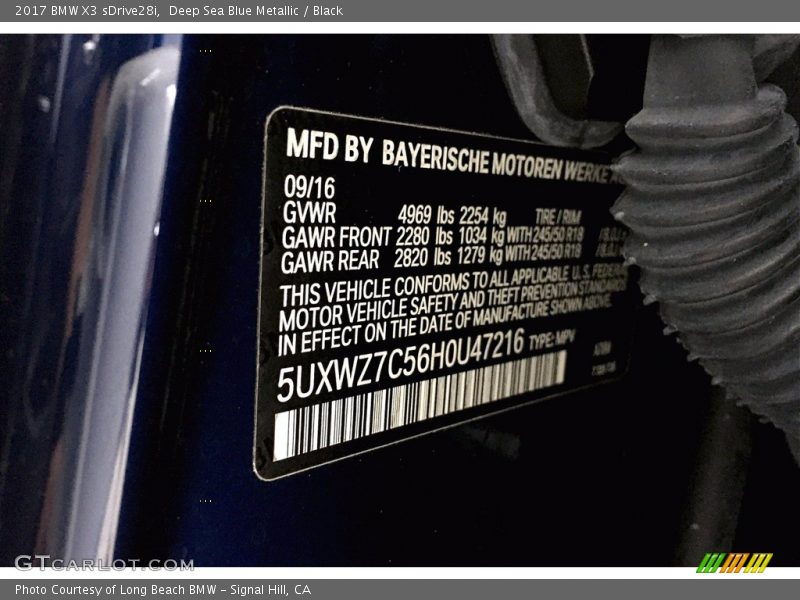 2017 BMW X3 sDrive28i, Deep Sea Blue Metallic / Black
MFD BY BAYERISCHE MOTOREN WERKE
09/16
GVWR 4969 lbs 2254 kg TIRE / RIM
GAWR FRONT 2280 lbs 1034 kg WITH 245/50 R18
GAWR REAR 2820 lbs 1279 kg WITH 245/50 R18
THIS VEHICLE CONFORMS TO ALL APPLICABLE U.S. FEDERAL
MOTOR VEHICLE SAFETY AND THEFT PREVENTION STANDARDS
IN EFFECT ON THE DATE OF MANUFACTURE SHOWN ABOVE.
5UXWZ7C56H0U47216 TYPE: MPV
GTCARLOT.COM
Photo Courtesy of Long Beach BMW - Signal Hill, CA